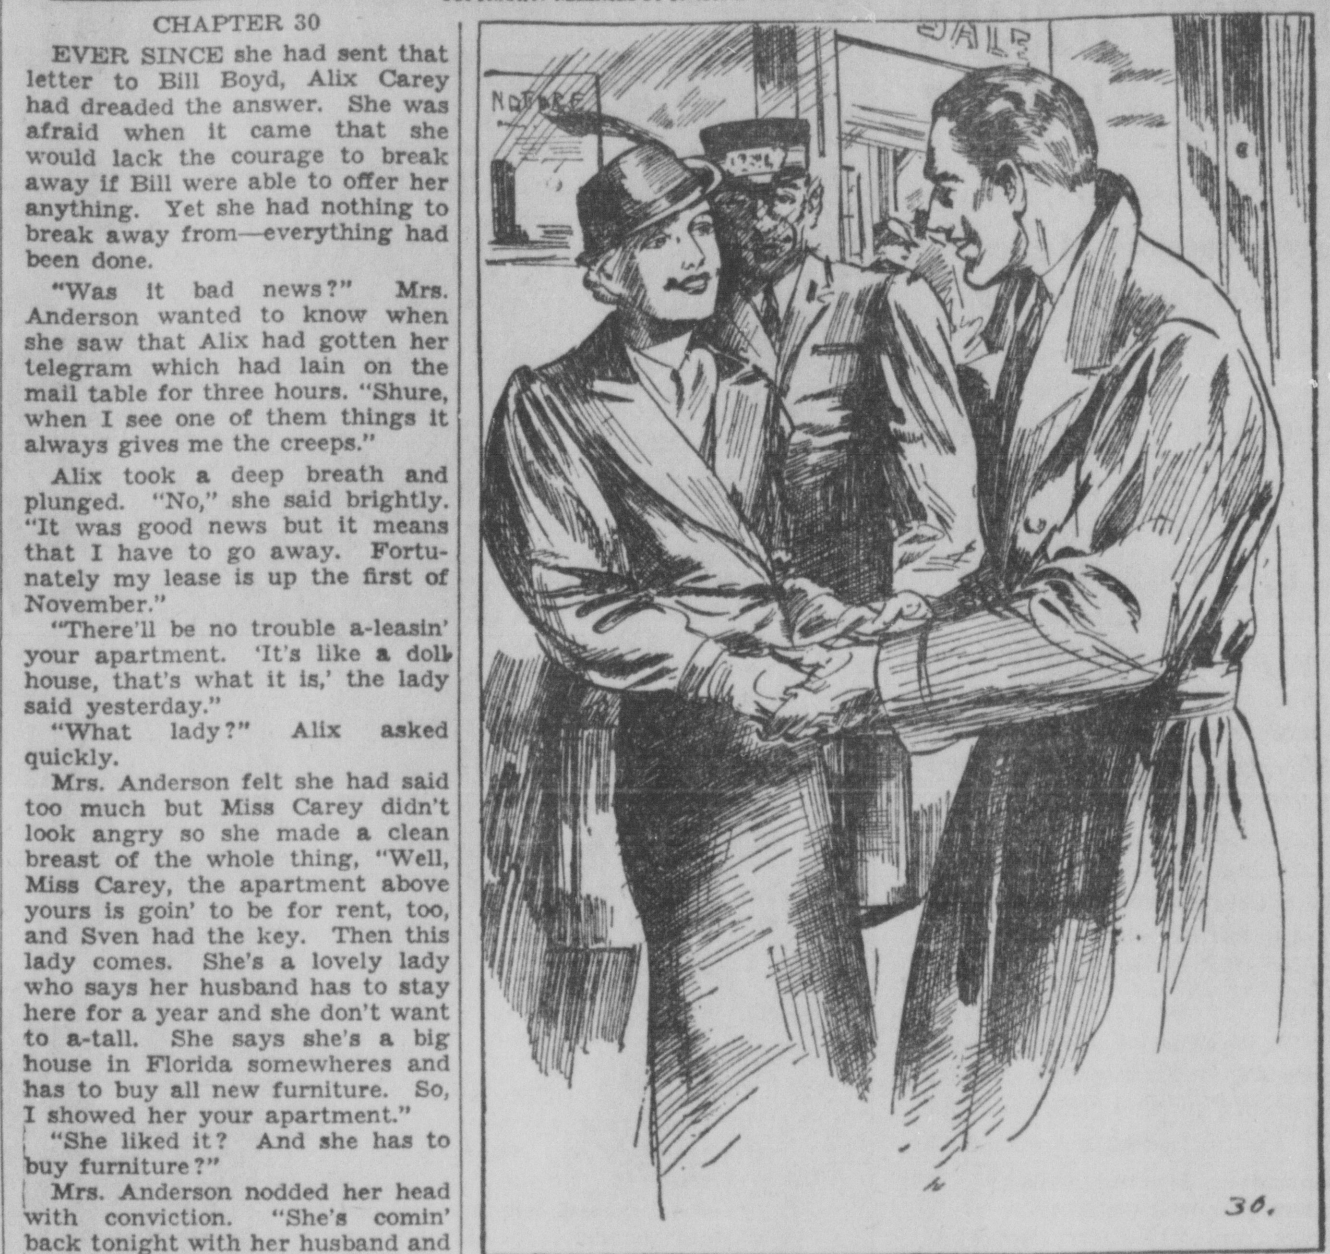 CHAPTER 30
EVER SINCE she had sent that
letter to Bill Boyd, Alix Carey
had dreaded the answer. She was
afraid when it came that she
would lack the courage to break
away if Bill were able to offer her
anything. Yet she had nothing to
break away from—everything had
been done.
"Was it bad news?" Mrs.
Anderson wanted to know when
she saw that Alix had gotten her
telegram which had lain on the
mail table for three hours. "Shure,
when I see one of them things it
always gives me the creeps."
Alix took a deep breath and
plunged. "No," she said brightly.
"It was good news but it means
that I have to go away. Fortu-
nately my lease is up the first of
November."
"There'll be no trouble a-leasin'
your apartment. 'It's like a doll
house, that's what it is,' the lady
said yesterday."
"What lady?" Alix asked
quickly.
Mrs. Anderson felt she had said
too much but Miss Carey didn't
look angry so she made a clean
breast of the whole thing, "Well,
Miss Carey, the apartment above
yours is goin' to be for rent, too,
and Sven had the key. Then this
lady comes. She's a lovely lady
who says her husband has to stay
here for a year and she don't want
to a-tall. She says she's a big
house in Florida somewheres and
has to buy all new furniture. So,
I showed her your apartment."
"She liked it? And she has to
buy furniture?"
Mrs. Anderson nodded her head
with conviction. "She's comin'
back tonight with her husband and
30.